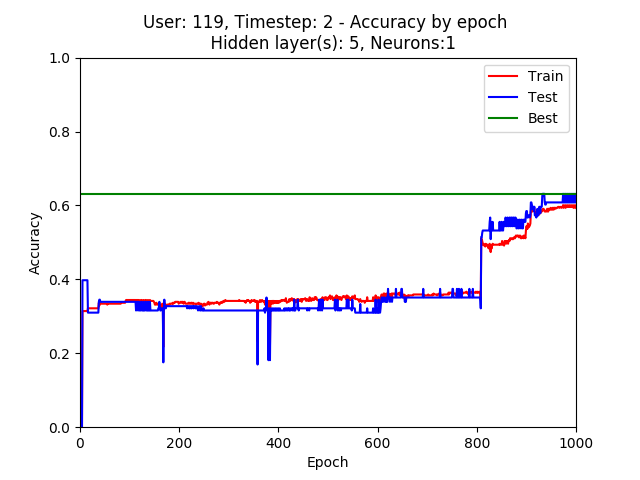 User: 119, Timestep: 2 - Accuracy by epoch
Hidden layer(s): 5, Neurons:1
Train
Test
Best
Accuracy
1.0
0.8
0.6
0.4
0.2
0.0
0 200 400 600 800 1000
Epoch